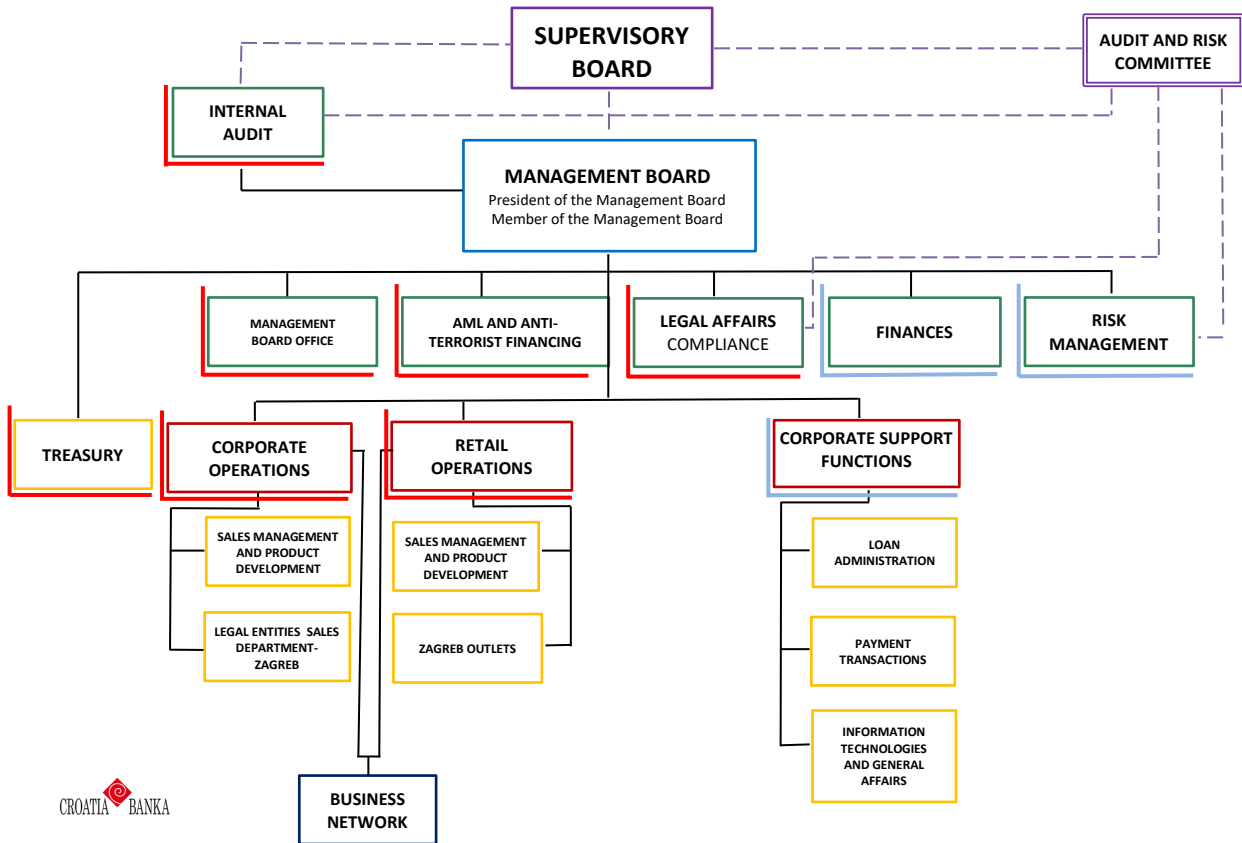 SUPERVISORY
BOARD
AUDIT AND RISK
COMMITTEE
INTERNAL
AUDIT
MANAGEMENT BOARD
President of the Management Board
Member of the Management Board
MANAGEMENT
BOARD OFFICE
AML AND ANTI-
TERRORIST FINANCING
LEGAL AFFAIRS
COMPLIANCE
FINANCES
RISK
MANAGEMENT
TREASURY
CORPORATE
OPERATIONS
RETAIL
OPERATIONS
CORPORATE SUPPORT
FUNCTIONS
SALES MANAGEMENT
AND PRODUCT
DEVELOPMENT
SALES MANAGEMENT
AND PRODUCT
DEVELOPMENT
LOAN
ADMINISTRATION
LEGAL ENTITIES SALES
DEPARTMENT-
ZAGREB
ZAGREB OUTLETS
PAYMENT
TRANSACTIONS
INFORMATION
TECHNOLOGIES
AND GENERAL
AFFAIRS
BUSINESS
NETWORK
CROATIA BANKA